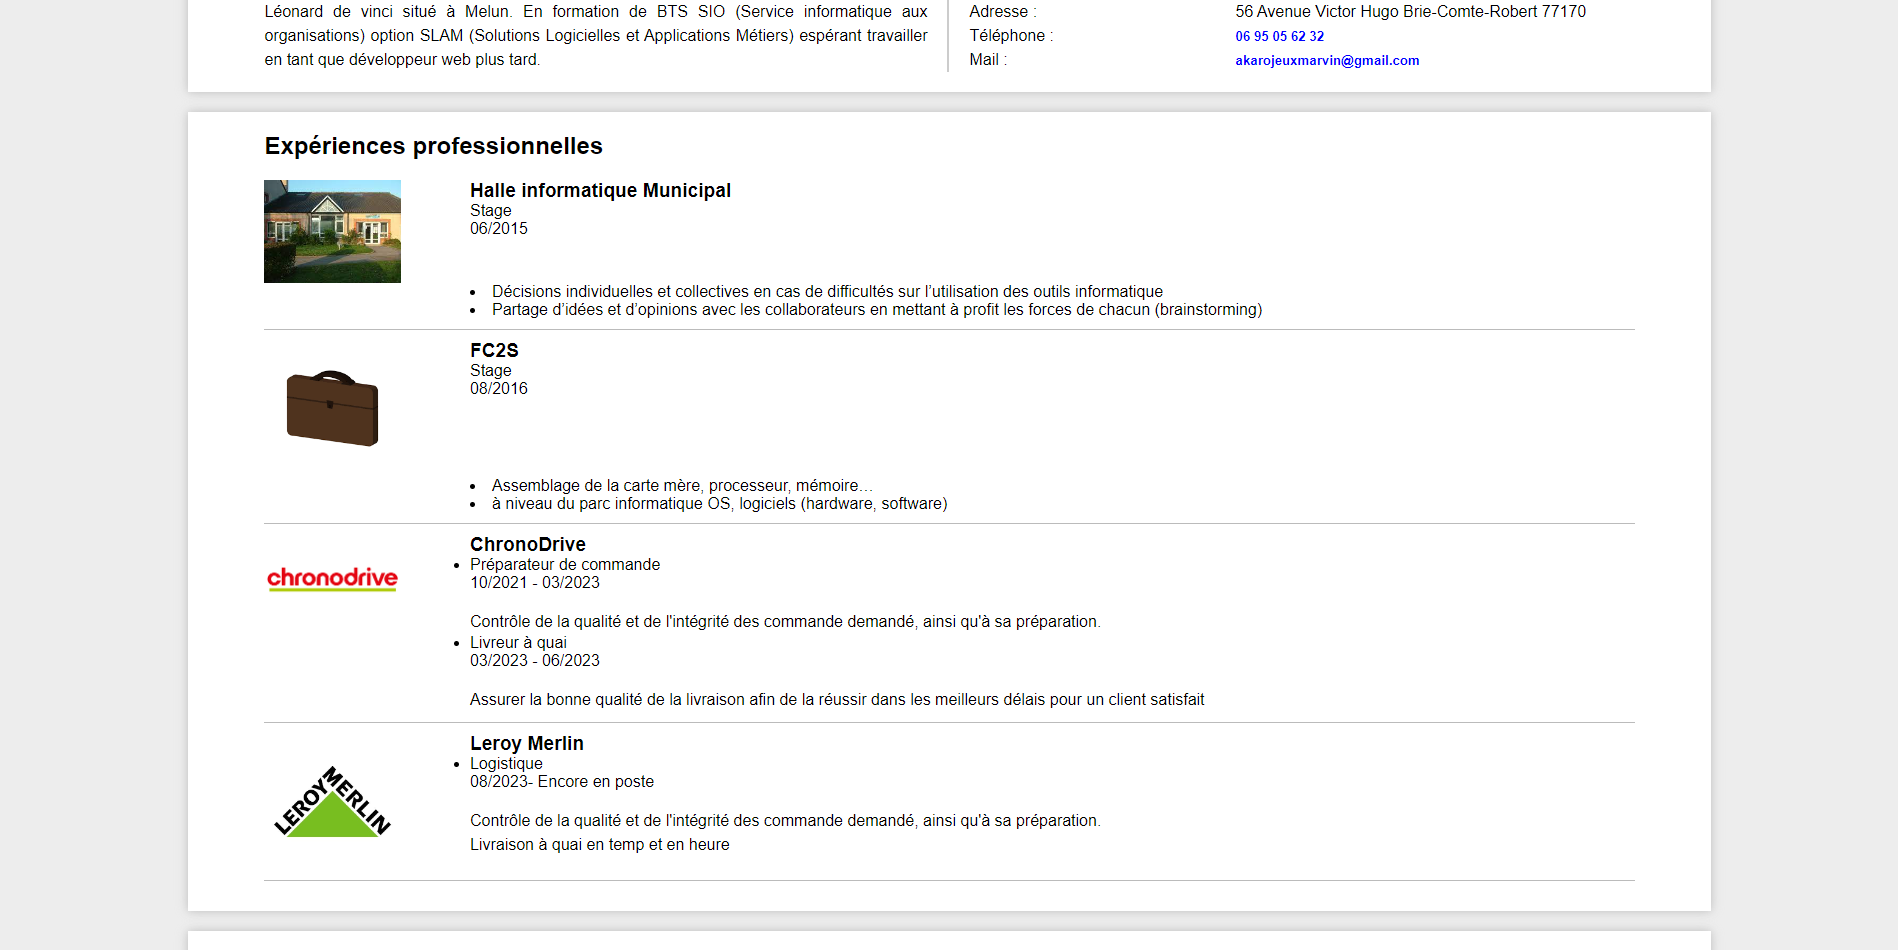 Léonard de vinci situé à Melun. En formation de BTS SIO (Service informatique aux
organisations) option SLAM (Solutions Logicielles et Applications Métiers) espérant travailler
en tant que développeur web plus tard.
Adresse : 56 Avenue Victor Hugo Brie-Comte-Robert 77170
Téléphone : 06 95 05 62 32
Mail : akarojeuxmarvin@gmail.com
Expériences professionnelles
Halle informatique Municipal
Stage
06/2015
• Décisions individuelles et collectives en cas de difficultés sur l’utilisation des outils informatique
• Partage d’idées et d’opinions avec les collaborateurs en mettant à profit les forces de chacun (brainstorming)
FC2S
Stage
08/2016
• Assemblage de la carte mère, processeur, mémoire…
• à niveau du parc informatique OS, logiciels (hardware, software)
chronodrive
ChronoDrive
• Préparateur de commande
10/2021 - 03/2023
Contrôle de la qualité et de l'intégrité des commande demandé, ainsi qu'à sa préparation.
• Livreur à quai
03/2023 - 06/2023
Assurer la bonne qualité de la livraison afin de la réussir dans les meilleurs délais pour un client satisfait
LEROY MERLIN
Leroy Merlin
• Logistique
08/2023- Encore en poste
Contrôle de la qualité et de l'intégrité des commande demandé, ainsi qu'à sa préparation.
Livraison à quai en temp et en heure